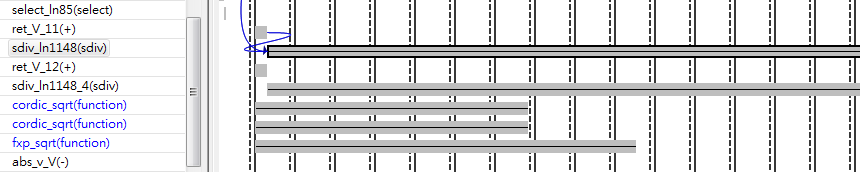 select_ln85(select)
ret_V_11(+)
sdiv_ln1148(sdiv)
ret_V_12(+)
sdiv_ln1148_4(sdiv)
cordic_sqrt(function)
cordic_sqrt(function)
fxp_sqrt(function)
abs_v_V(-)